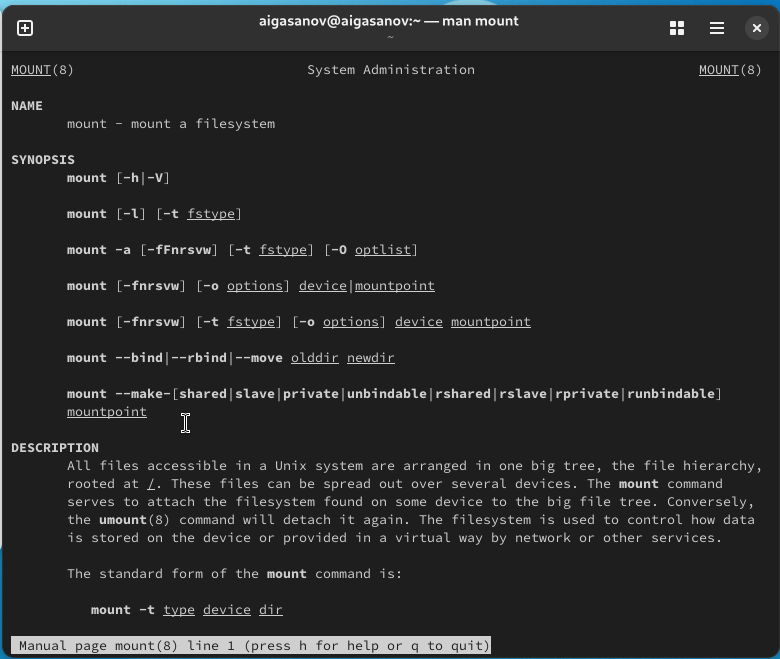 aigasanov@aigasanov:~ — man mount
~
MOUNT(8) System Administration MOUNT(8)
NAME
mount - mount a filesystem
SYNOPSIS
mount [-h|-V]
mount [-l] [-t fstype]
mount -a [-fFnrsvw] [-t fstype] [-O optlist]
mount [-fnrsvw] [-o options] device|mountpoint
mount [-fnrsvw] [-t fstype] [-o options] device mountpoint
mount --bind|--rbind|--move olddir newdir
mount --make-[shared|slave|private|unbindable|rshared|rslave|rprivate|runbindable]
mountpoint
DESCRIPTION
All files accessible in a Unix system are arranged in one big tree, the file hierarchy,
rooted at /. These files can be spread out over several devices. The mount command
serves to attach the filesystem found on some device to the big file tree. Conversely,
the umount(8) command will detach it again. The filesystem is used to control how data
is stored on the device or provided in a virtual way by network or other services.
The standard form of the mount command is:
mount -t type device dir
Manual page mount(8) line 1 (press h for help or q to quit)